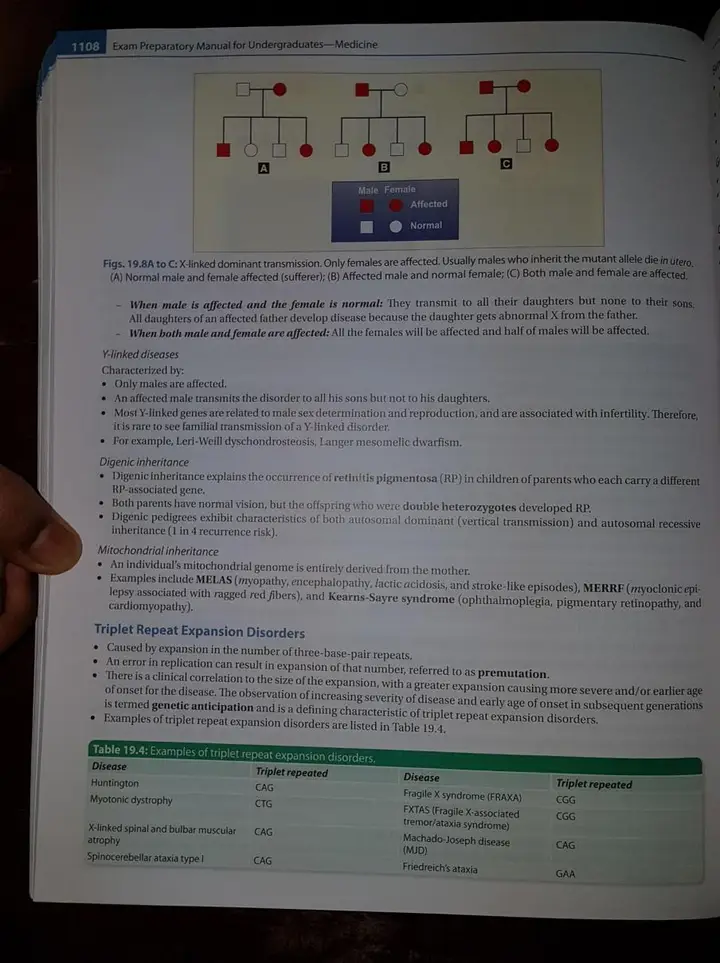 1108 Exam Preparatory Manual for Undergraduates—Medicine
A
B
C
Male Female
Affected
Normal
Figs. 19.8A to C: X-linked dominant transmission. Only females are affected. Usually males who inherit the mutant allele die in utero.
(A) Normal male and female affected (sufferer); (B) Affected male and normal female; (C) Both male and female are affected.
– When male is affected and the female is normal: They transmit to all their daughters but none to their sons.
All daughters of an affected father develop disease because the daughter gets abnormal X from the father.
– When both male and female are affected: All the females will be affected and half of males will be affected.
Y-linked diseases
Characterized by:
• Only males are affected.
• An affected male transmits the disorder to all his sons but not to his daughters.
• Most Y-linked genes are related to male sex determination and reproduction, and are associated with infertility. Therefore,
it is rare to see familial transmission of a Y-linked disorder.
• For example, Leri-Weill dyschondrosteosis, Langer mesomelic dwarfism.
Digenic inheritance
• Digenic inheritance explains the occurrence of retinitis pigmentosa (RP) in children of parents who each carry a different
RP-associated gene.
• Both parents have normal vision, but the offspring who were double heterozygotes developed RP.
• Digenic pedigrees exhibit characteristics of both autosomal dominant (vertical transmission) and autosomal recessive
inheritance (1 in 4 recurrence risk).
Mitochondrial inheritance
• An individual's mitochondrial genome is entirely derived from the mother.
• Examples include MELAS (myopathy, encephalopathy, lactic acidosis, and stroke-like episodes), MERRF (myoclonic epi-
lepsy associated with ragged red fibers), and Kearns-Sayre syndrome (ophthalmoplegia, pigmentary retinopathy, and
cardiomyopathy).
Triplet Repeat Expansion Disorders
• Caused by expansion in the number of three-base-pair repeats.
• An error in replication can result in expansion of that number, referred to as premutation.
• There is a clinical correlation to the size of the expansion, with a greater expansion causing more severe and/or earlier age
of onset for the disease. The observation of increasing severity of disease and early age of onset in subsequent generations
is termed genetic anticipation and is a defining characteristic of triplet repeat expansion disorders.
• Examples of triplet repeat expansion disorders are listed in Table 19.4.
Table 19.4: Examples of triplet repeat expansion disorders.
Disease Triplet repeated Disease Triplet repeated
Huntington CAG Fragile X syndrome (FRAXA) CGG
Myotonic dystrophy CTG FXTAS (Fragile X-associated CGG
tremor/ataxia syndrome)
X-linked spinal and bulbar muscular CAG Machado-Joseph disease CAG
atrophy (MJD)
Spinocerebellar ataxia type I CAG Friedreich's ataxia GAA